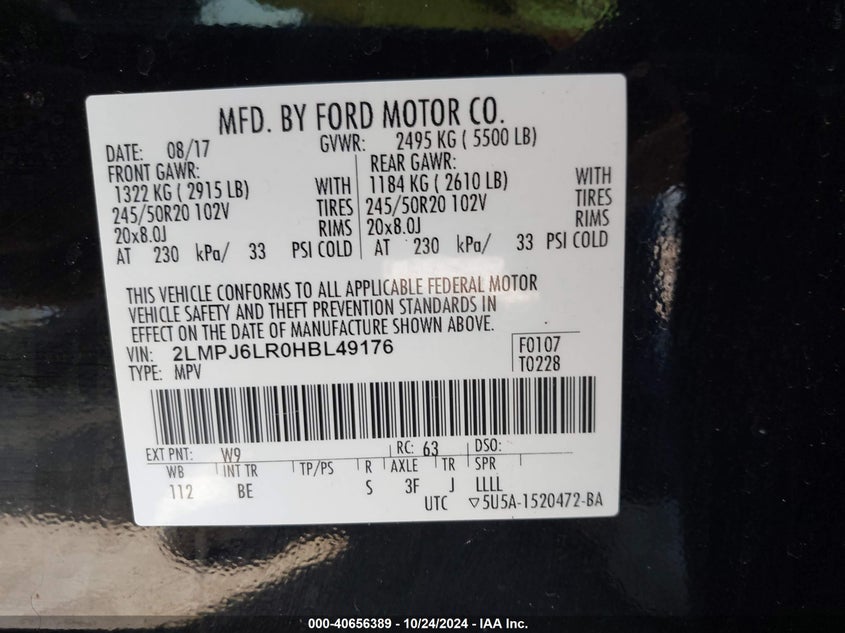 MFD. BY FORD MOTOR CO.
DATE: 08/17 GVWR: 2495 KG ( 5500 LB)
FRONT GAWR: REAR GAWR:
1322 KG ( 2915 LB) WITH 1184 KG ( 2610 LB) WITH
245/50R20 102V TIRES 245/50R20 102V TIRES
20x8.0J RIMS 20x8.0J RIMS
AT 230 kPa/ 33 PSI COLD AT 230 kPa/ 33 PSI COLD
THIS VEHICLE CONFORMS TO ALL APPLICABLE FEDERAL MOTOR
VEHICLE SAFETY AND THEFT PREVENTION STANDARDS IN
EFFECT ON THE DATE OF MANUFACTURE SHOWN ABOVE.
VIN: 2LMPJ6LR0HBL49176 F0107
TYPE: MPV T0228
EXT PNT: W9 RC: 63 DSO:
WB INT TR TP/PS R AXLE TR SPR
112 BE S 3F J LLLL
UTC ▽5U5A-1520472-BA
000-40656389 - 10/24/2024 - IAA Inc.